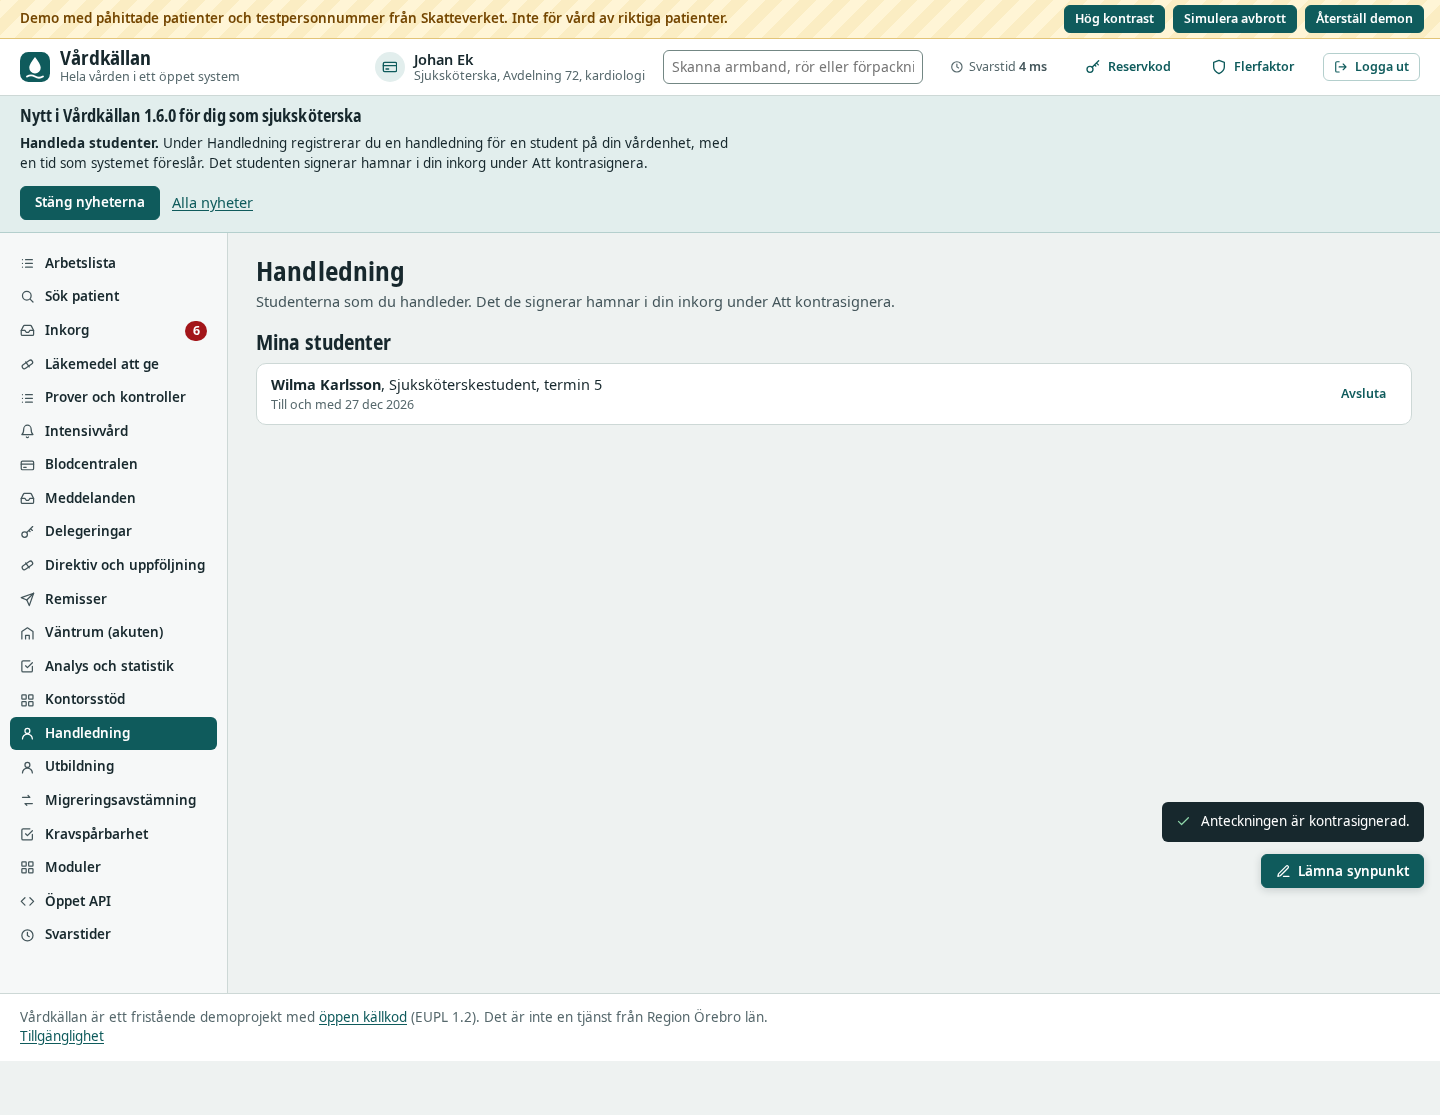 Demo med påhittade patienter och testpersonnummer från Skatteverket. Inte för vård av riktiga patienter.
Hög kontrast
Simulera avbrott
Återställ demon
Vårdkällan
Hela vården i ett öppet system
Johan Ek
Sjuksköterska, Avdelning 72, kardiologi
Skanna armband, rör eller förpackni
Svarstid 4 ms
Reservkod
Flerfaktor
Logga ut
Nytt i Vårdkällan 1.6.0 för dig som sjuksköterska
Handleda studenter. Under Handledning registrerar du en handledning för en student på din vårdenhet, med
en tid som systemet föreslår. Det studenten signerar hamnar i din inkorg under Att kontrasignera.
Stäng nyheterna
Alla nyheter
Arbetslista
Sök patient
Inkorg
6
Läkemedel att ge
Prover och kontroller
Intensivvård
Blodcentralen
Meddelanden
Delegeringar
Direktiv och uppföljning
Remisser
Väntrum (akuten)
Analys och statistik
Kontorsstöd
Handledning
Utbildning
Migreringsavstämning
Kravspårbarhet
Moduler
Öppet API
Svarstider
Handledning
Studenterna som du handleder. Det de signerar hamnar i din inkorg under Att kontrasignera.
Mina studenter
Wilma Karlsson, Sjuksköterskestudent, termin 5
Till och med 27 dec 2026
Avsluta
Anteckningen är kontrasignerad.
Lämna synpunkt
Vårdkällan är ett fristående demoprojekt med öppen källkod (EUPL 1.2). Det är inte en tjänst från Region Örebro län.
Tillgänglighet